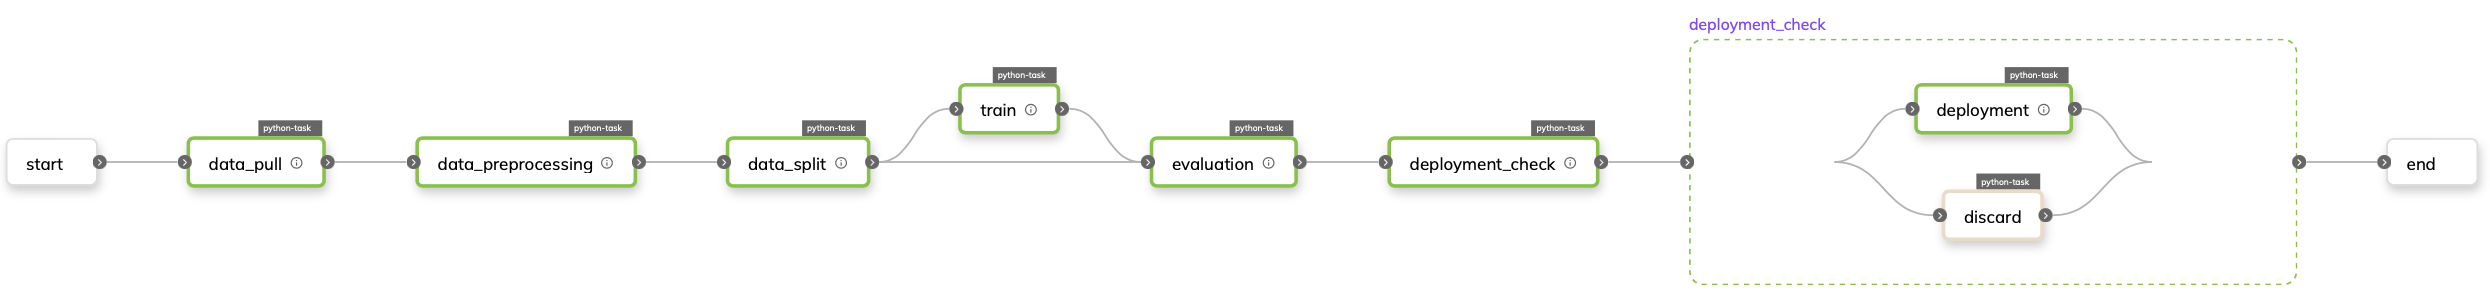 deployment_check
python-task
train
python-task
deployment
python-task
data_pull
python-task
data_preprocessing
python-task
data_split
python-task
evaluation
python-task
deployment_check
start
end
python-task
discard